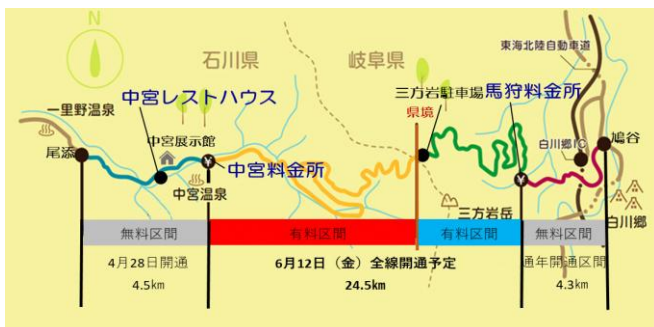 N
石川県
岐阜県
東海北陸自動車道
一里野温泉
中宮レストハウス
三方岩駐車場
馬狩料金所
県境
尾添
中宮展示館
中宮料金所
中宮温泉
白川郷IC
鳩谷
三方岩岳
白川郷
無料区間
有料区間
有料区間
無料区間
4月28日開通
6月12日（金）全線開通予定
通年開通区間
4.5km
24.5km
4.3km
¥
¥